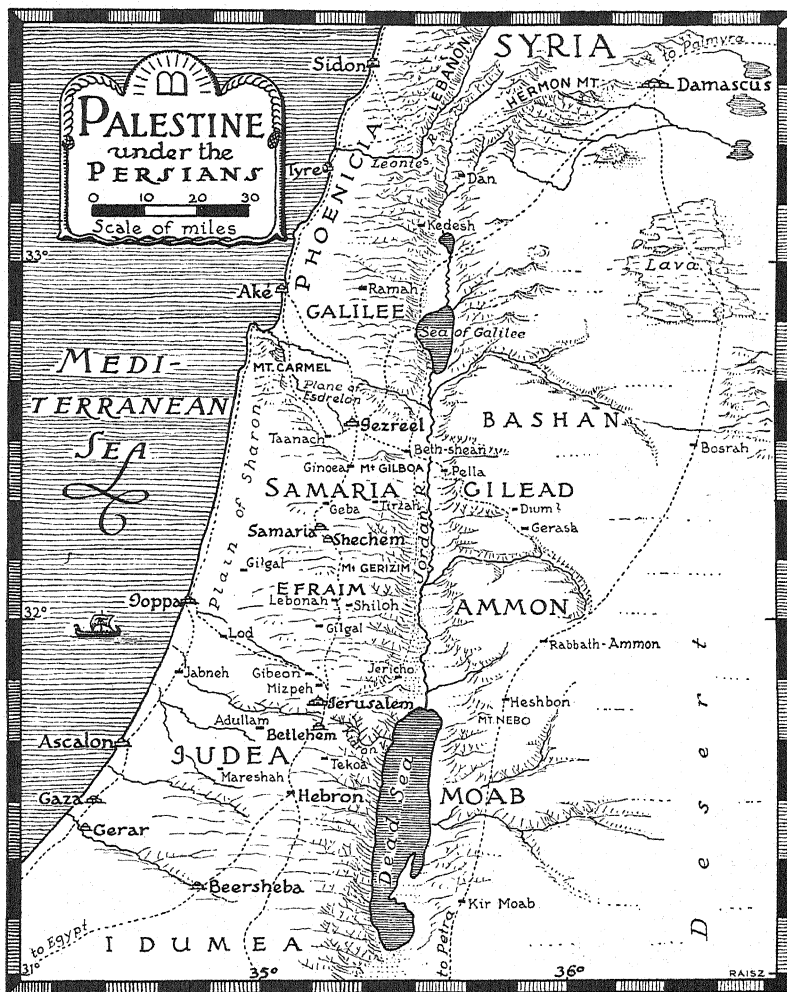 PALESTINE
under the
PERSIANS
0 10 20 30
Scale of miles
SYRIA
to Palmyra
Sidon
LEBANON
HERMON MT.
Damascus
PHOENICIA
Tyre
Leontes R
Dan
Kedesh
33°
Lava
Aké
Ramah
GALILEE
Sea of Galilee
MEDI-
TERRANEAN
SEA
MT. CARMEL
Plane of
Esdrelon
Jezreel
BASHAN
Taanach
Beth-shean
Bosrah
Ginoea
Mt GILBOA
Pella
Plain of Sharon
SAMARIA
GILEAD
Geba
Tirzah
Dium?
Samaria
Gerasa
Shechem
Jordan R.
Gilgal
Mt GERIZIM
EFRAIM
Joppa
Lebonah
Shiloh
AMMON
32°
Gilgal
Lod
Rabbath-Ammon
Jabneh
Gibeon
Jericho
Mizpeh
Jerusalem
Heshbon
Adullam
Betlehem
MT. NEBO
Ascalon
JUDEA
Tekoa
Mareshah
Desert
Gaza
Hebron
Dead Sea
MOAB
Gerar
Beersheba
Kir Moab
to Egypt
IDUMEA
to Petra
31°
35°
36°
RAISZ